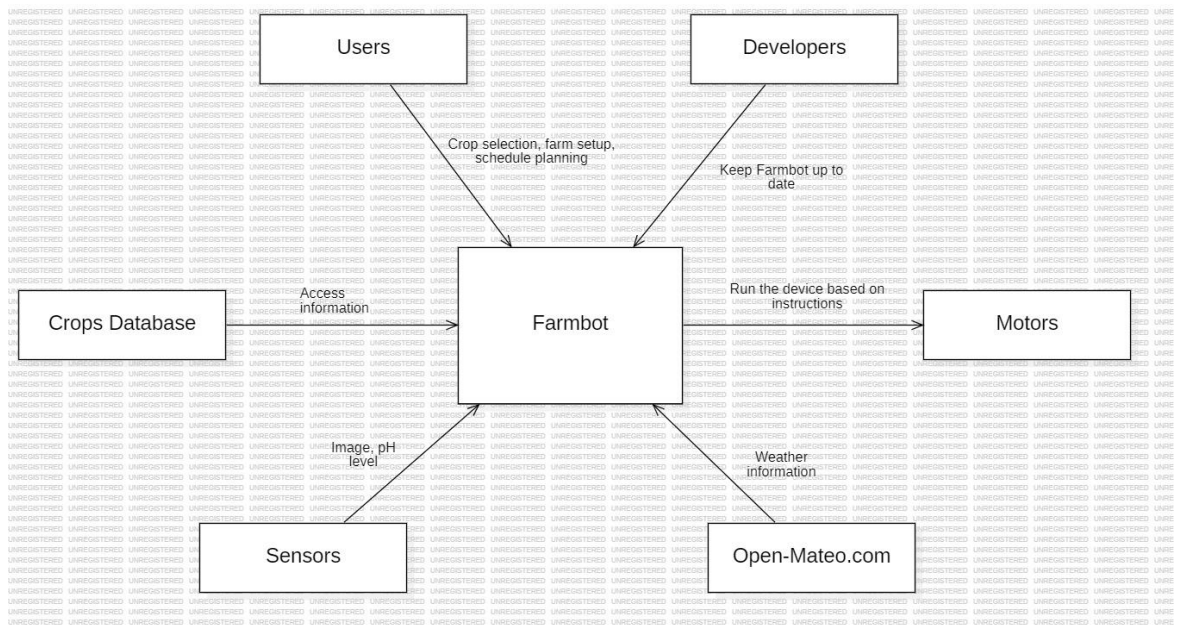 Users
Developers
Crop selection, farm setup,
schedule planning
Keep Farmbot up to
date
Crops Database
Access
information
Farmbot
Run the device based on
instructions
Motors
Image, pH
level
Weather
information
Sensors
Open-Mateo.com
UNREGISTERED